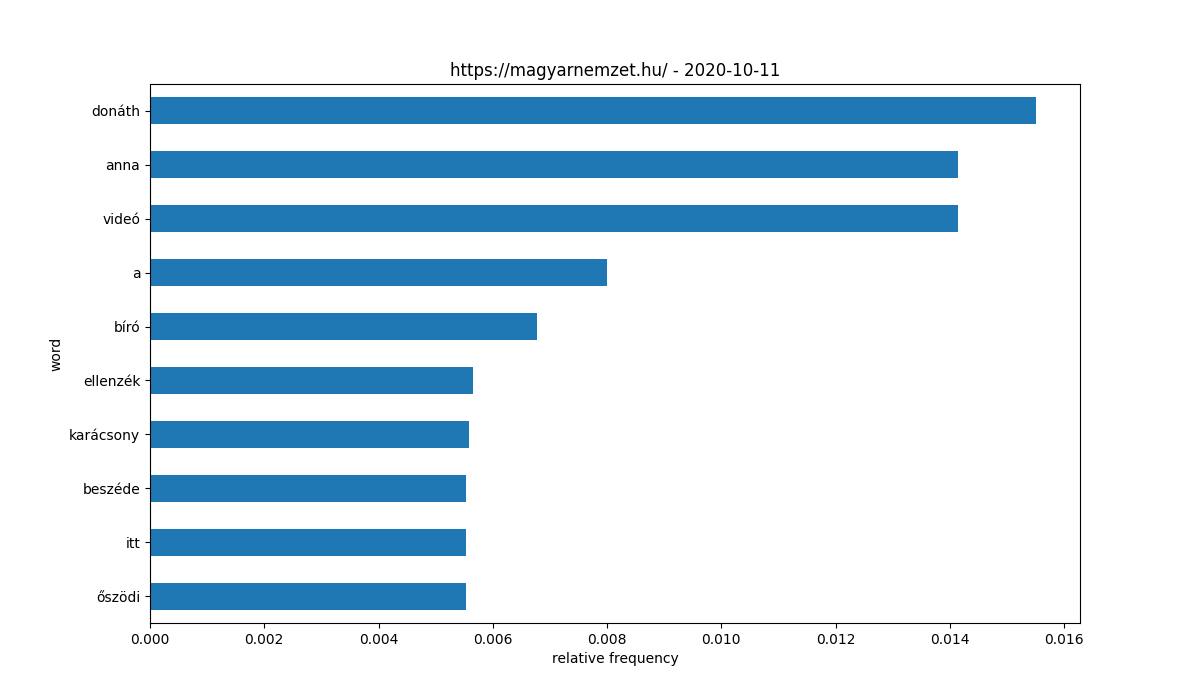 https://magyarnemzet.hu/ - 2020-10-11
donáth
anna
videó
a
bíró
ellenzék
karácsony
beszéde
itt
őszödi
word
0.000 0.002 0.004 0.006 0.008 0.010 0.012 0.014 0.016
relative frequency